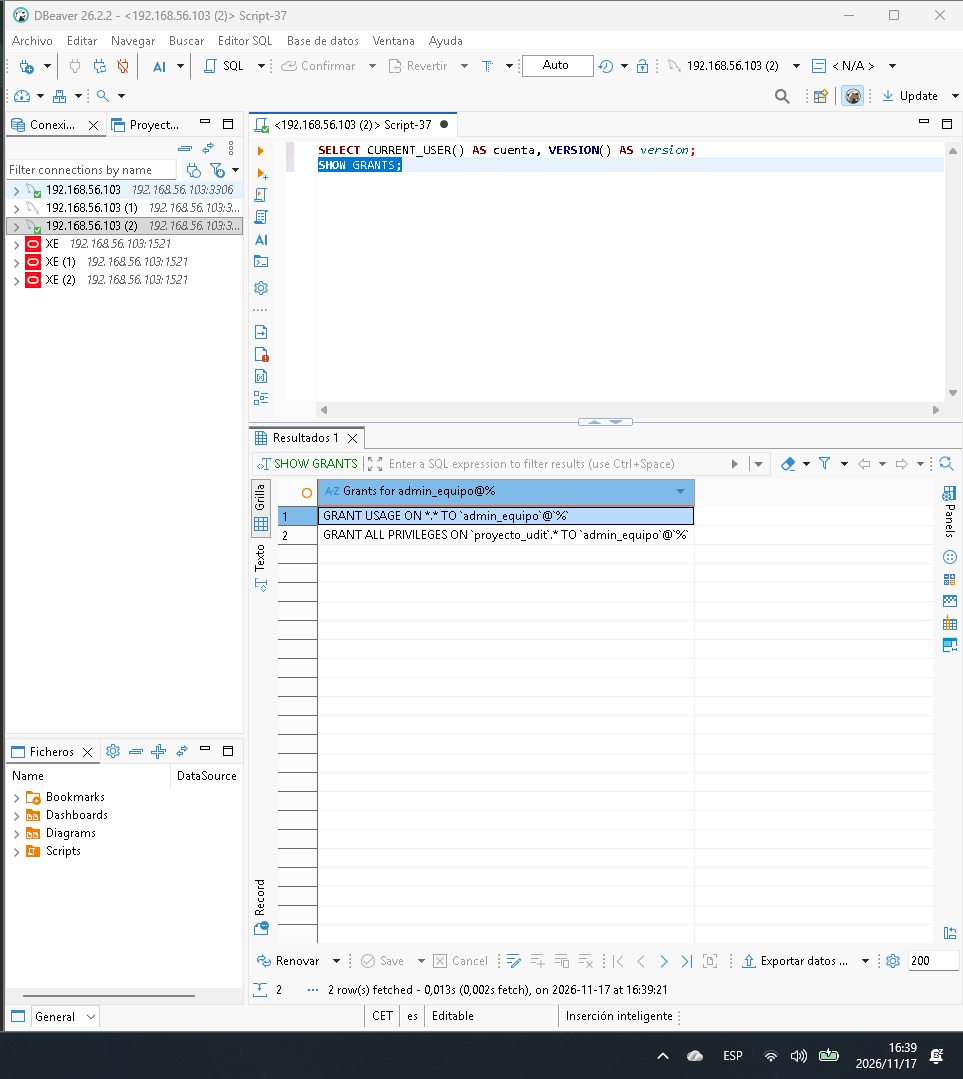 DBeaver 26.2.2 - <192.168.56.103 (2)> Script-37
Archivo Editar Navegar Buscar Editor SQL Base de datos Ventana Ayuda
AI SQL Confirmar Revertir T Auto 192.168.56.103 (2) < N/A >
Update
Conexi... Proyect...
<192.168.56.103 (2)> Script-37
Filter connections by name
192.168.56.103 192.168.56.103:3306
192.168.56.103 (1) 192.168.56.103:3...
192.168.56.103 (2) 192.168.56.103:3...
XE 192.168.56.103:1521
XE (1) 192.168.56.103:1521
XE (2) 192.168.56.103:1521
SELECT CURRENT_USER() AS cuenta, VERSION() AS version;
SHOW GRANTS;
AI
Resultados 1
SHOW GRANTS Enter a SQL expression to filter results (use Ctrl+Space)
Grilla
Texto
Record
A-Z Grants for admin_equipo@%
1 GRANT USAGE ON *.* TO `admin_equipo`@`%`
2 GRANT ALL PRIVILEGES ON `proyecto_udit`.* TO `admin_equipo`@`%`
Panels
Ficheros
Name DataSource
Bookmarks
Dashboards
Diagrams
Scripts
Renovar Save Cancel Exportar datos ... 200
2 ... 2 row(s) fetched - 0,013s (0,002s fetch), on 2026-11-17 at 16:39:21
General CET es Editable Inserción inteligente
ESP 16:39
2026/11/17